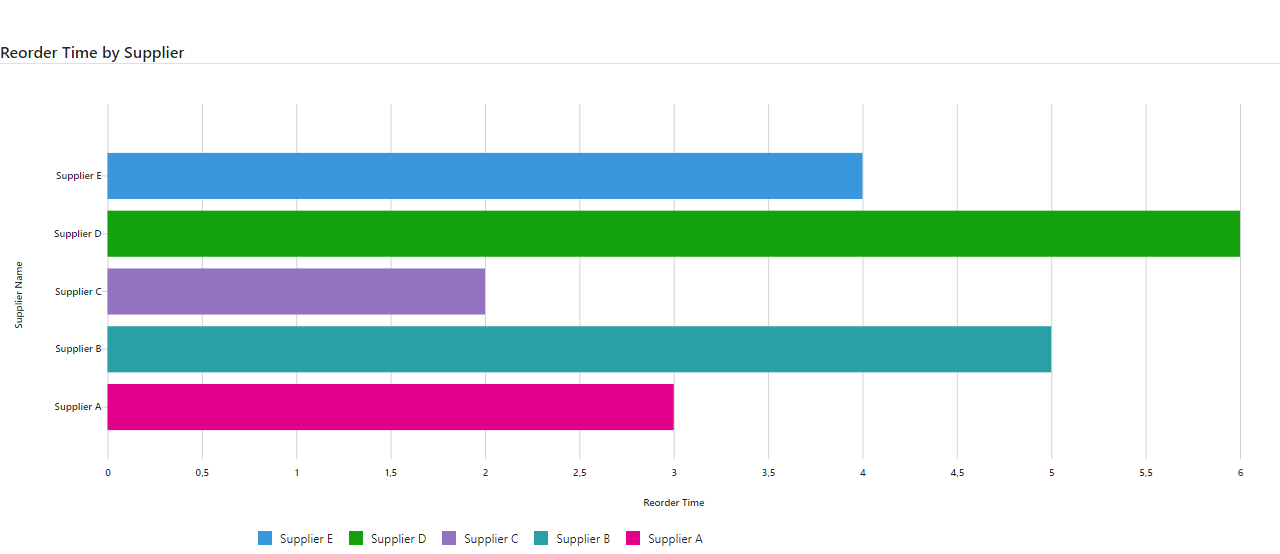 Reorder Time by Supplier
Supplier Name
Supplier E
Supplier D
Supplier C
Supplier B
Supplier A
0 0,5 1 1,5 2 2,5 3 3,5 4 4,5 5 5,5 6
Reorder Time
Supplier E Supplier D Supplier C Supplier B Supplier A